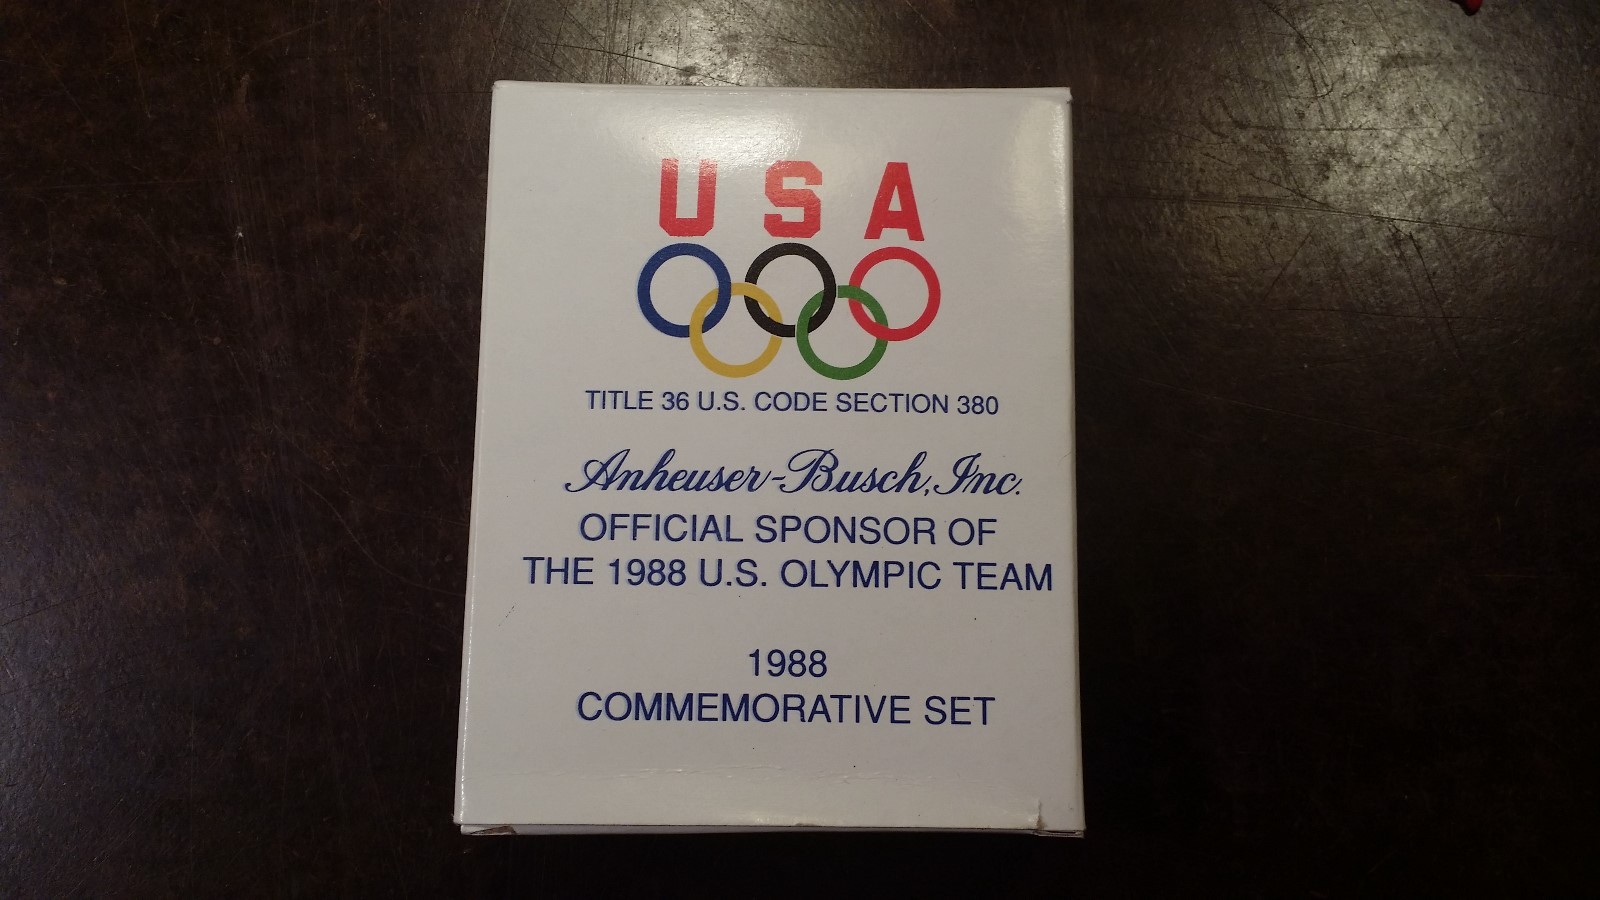 USA
TITLE 36 U.S. CODE SECTION 380
Anheuser-Busch, Inc.
OFFICIAL SPONSOR OF
THE 1988 U.S. OLYMPIC TEAM
1988
COMMEMORATIVE SET